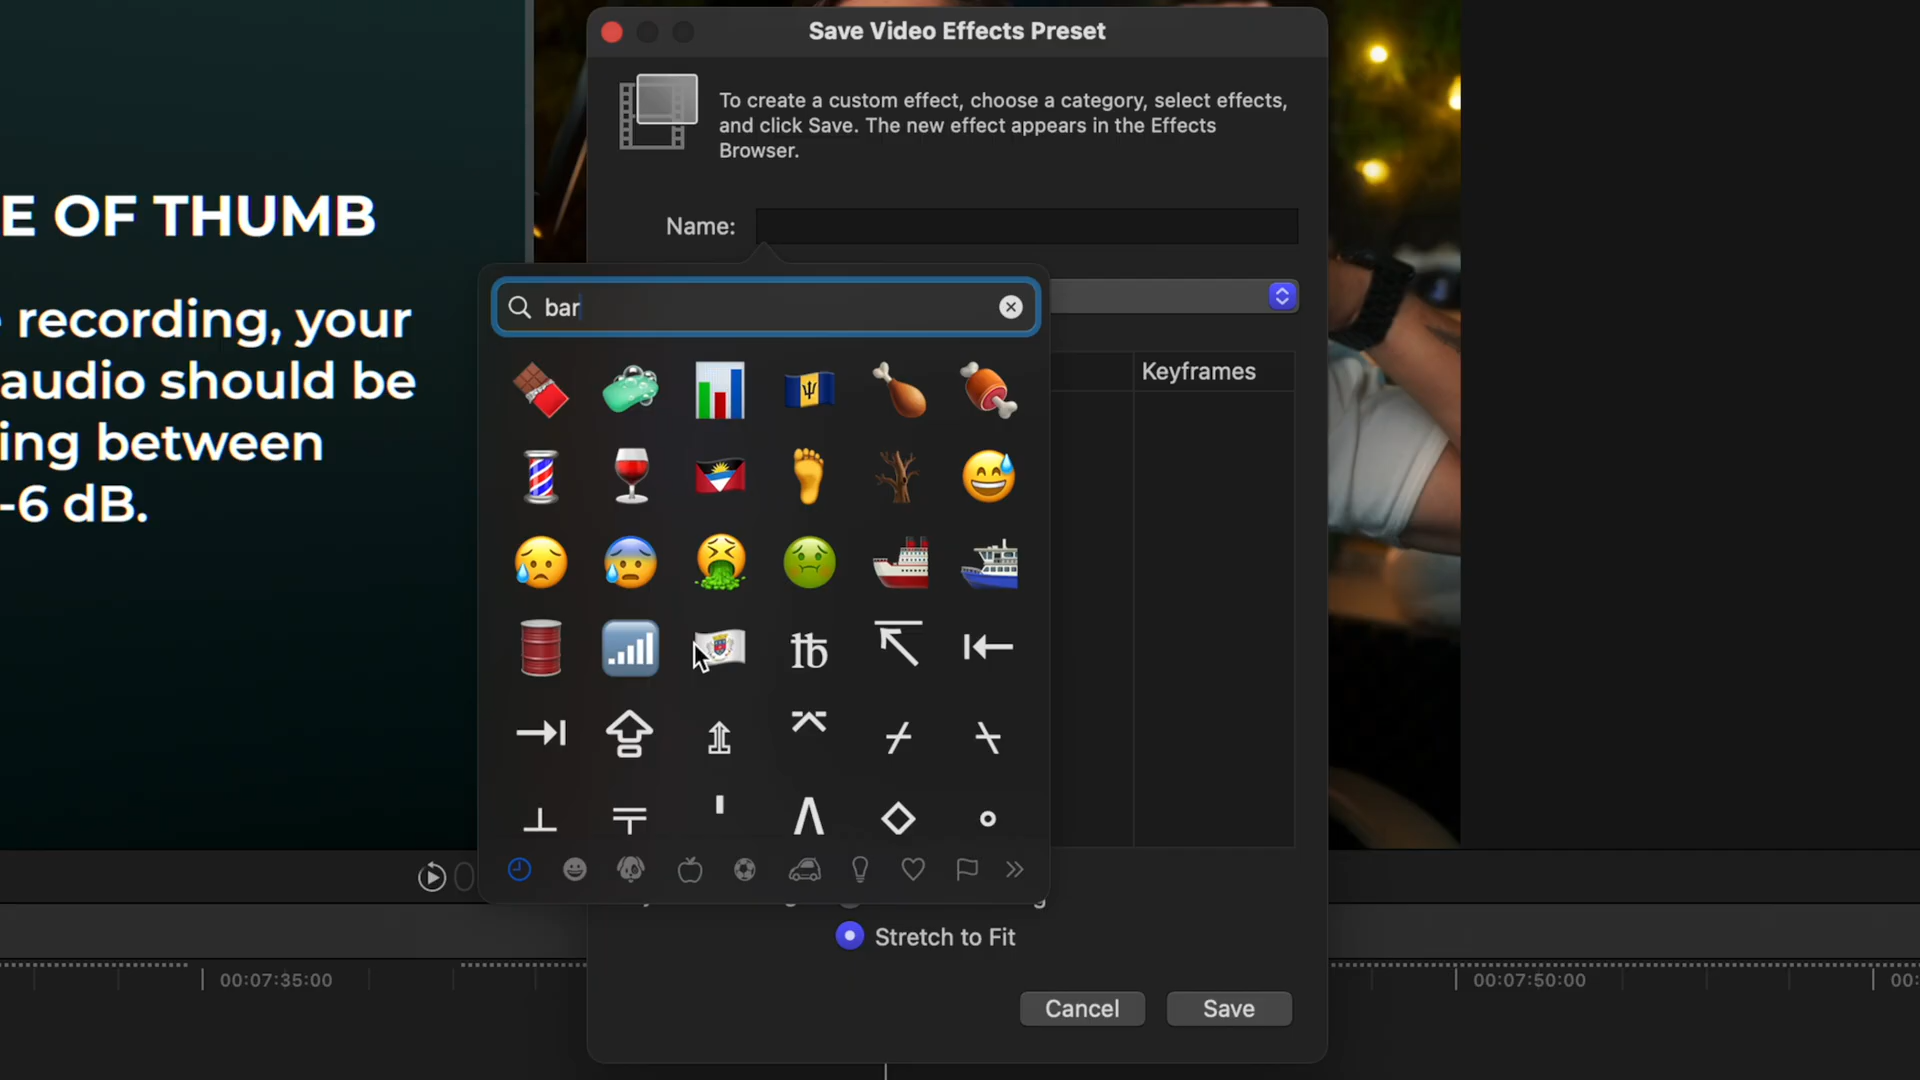 Save Video Effects Preset
To create a custom effect, choose a category, select effects,
and click Save. The new effect appears in the Effects
Browser.
Name:
bar
Keyframes
E OF THUMB
recording, your
audio should be
ing between
-6 dB.
Stretch to Fit
00:07:35:00
00:07:50:00
00:
Cancel
Save